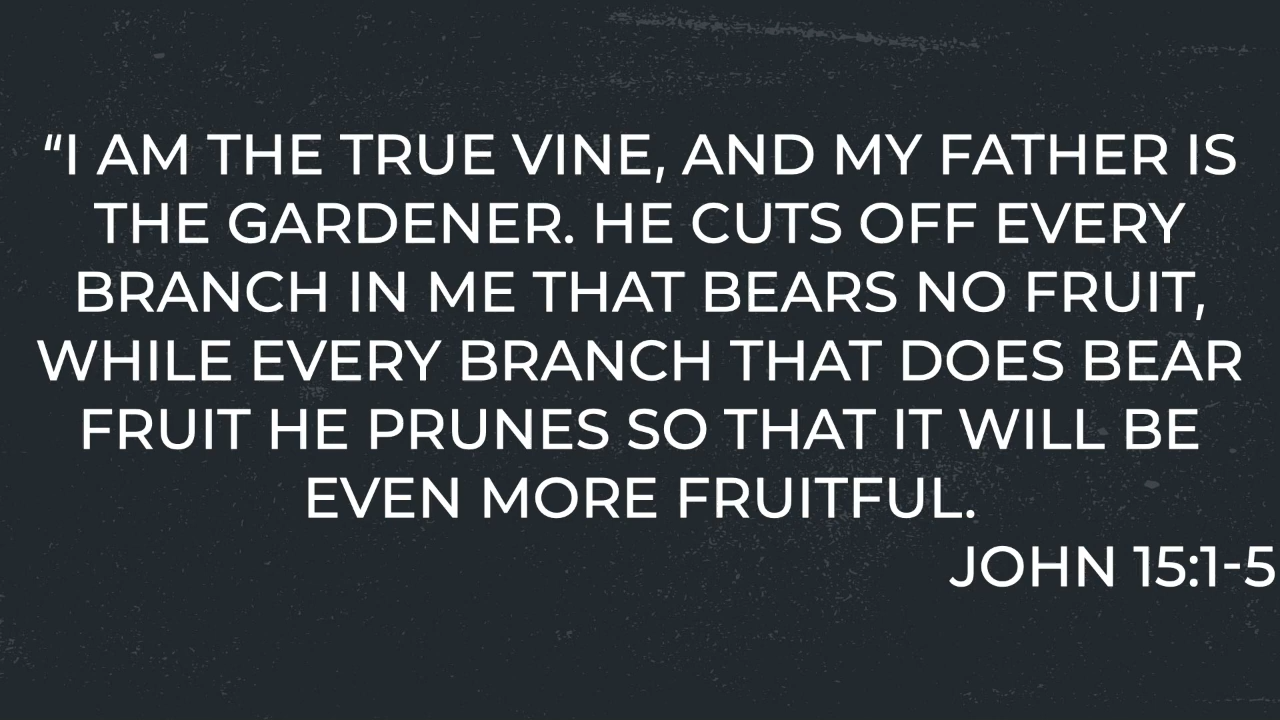 “I AM THE TRUE VINE, AND MY FATHER IS
THE GARDENER. HE CUTS OFF EVERY
BRANCH IN ME THAT BEARS NO FRUIT,
WHILE EVERY BRANCH THAT DOES BEAR
FRUIT HE PRUNES SO THAT IT WILL BE
EVEN MORE FRUITFUL.
JOHN 15:1-5